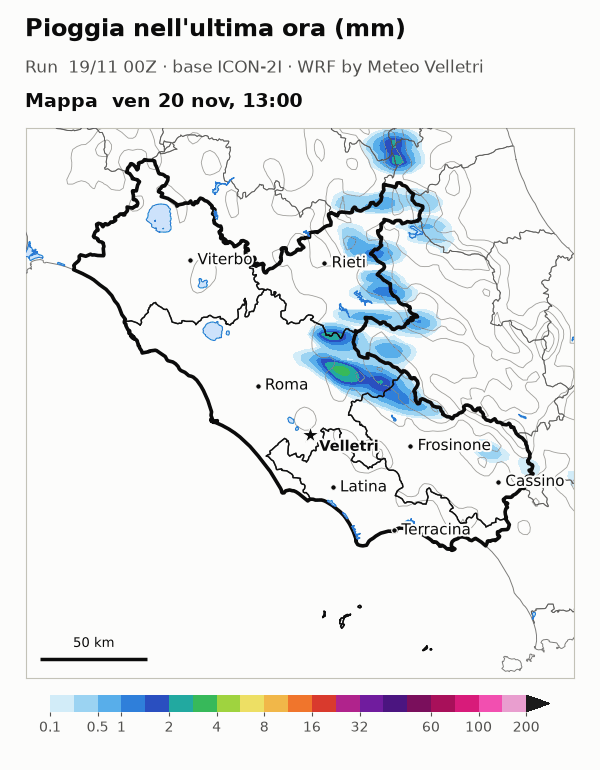 Pioggia nell'ultima ora (mm)
Run  19/11 00Z · base ICON-2I · WRF by Meteo Velletri
Mappa  ven 20 nov, 13:00
Viterbo
Rieti
Roma
Velletri
Frosinone
Cassino
Latina
Terracina
50 km
0.1 0.5 1 2 4 8 16 32 60 100 200